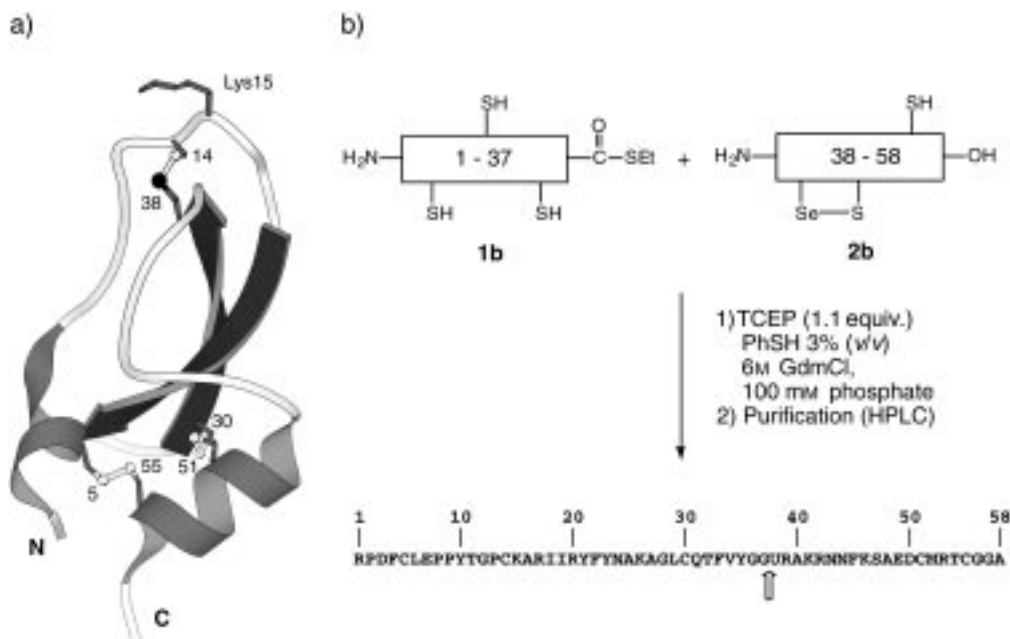 a)
Lys15
14
38
30
51
55
5
N
C
b)
SH
O
H₂N
1 - 37
C
SEt
+
SH
SH
1b
SH
H₂N
38 - 58
OH
Se
S
2b
1) TCEP (1.1 equiv.)
PhSH 3% (v/v)
6M GdmCl,
100 mM phosphate
2) Purification (HPLC)
1 10 20 30 40 50 58
RPDFCLEPPYTGPCKARIIRYFYNAKAGLCQTFVYGGURAKRNNFKSAEDCMRTCGGA